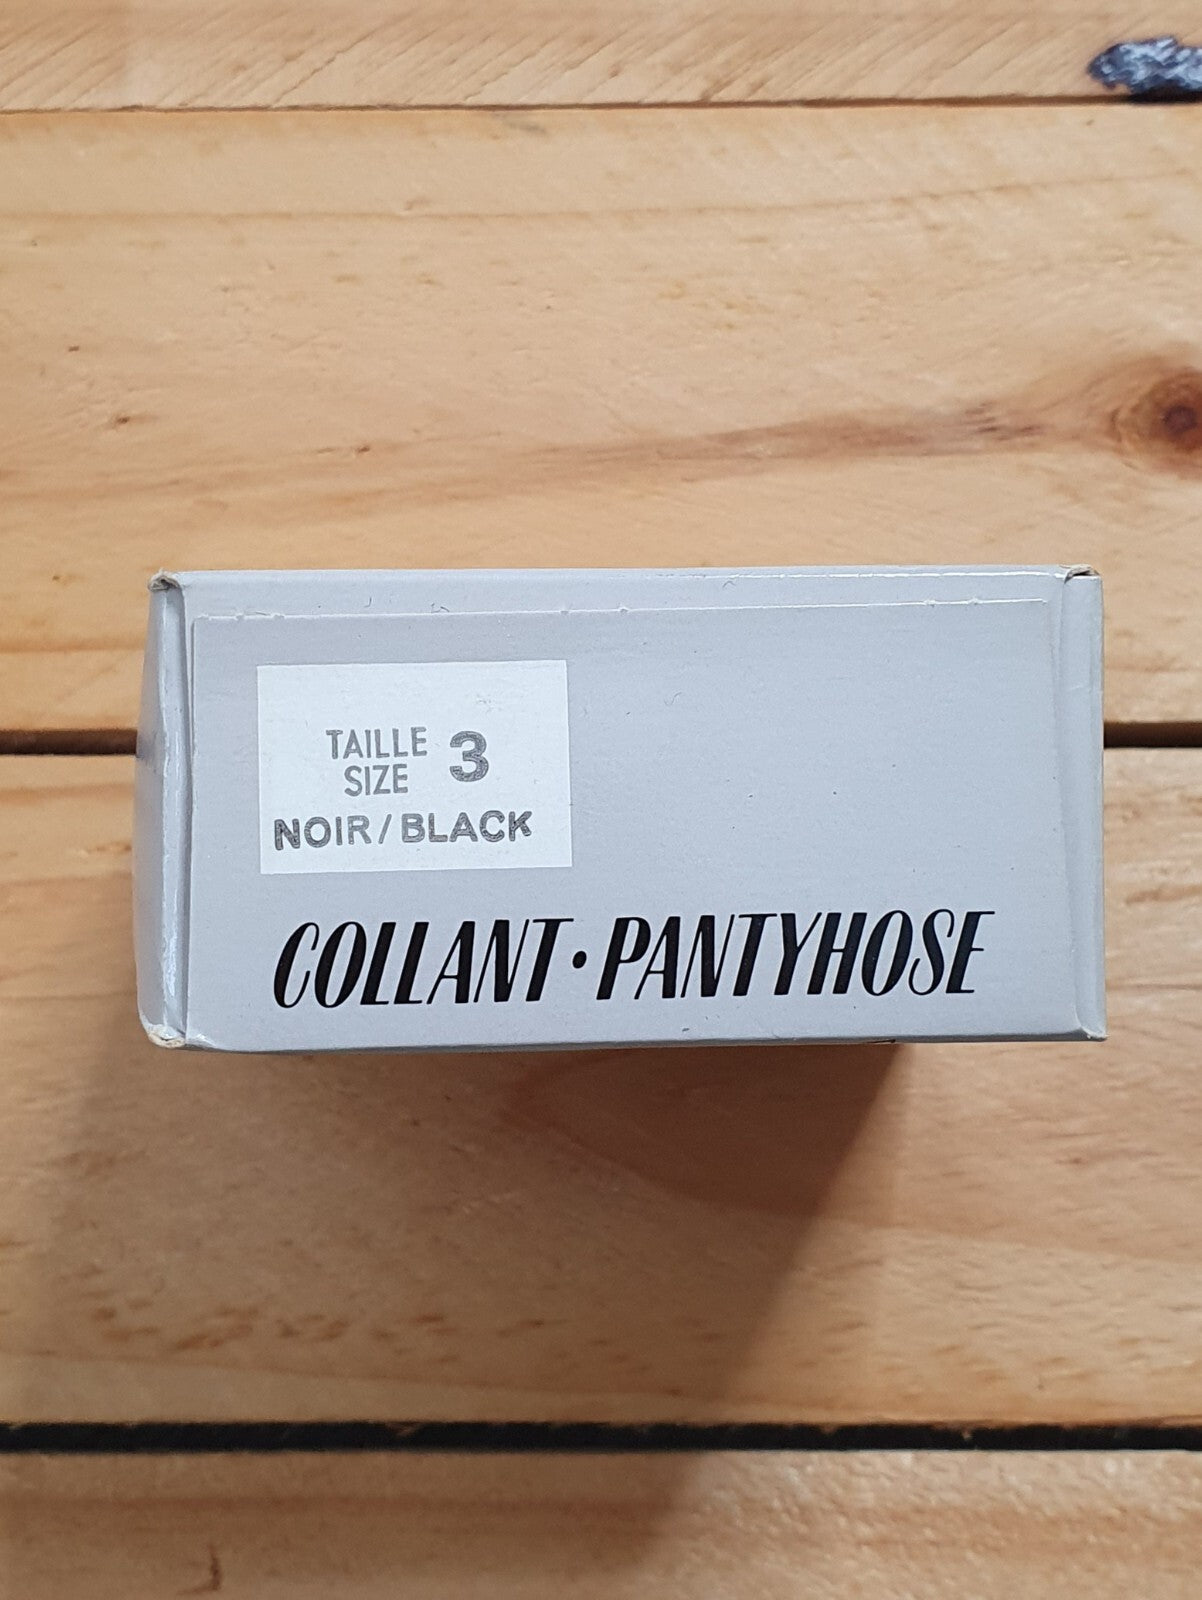 TAILLE
SIZE 3
NOIR/BLACK
COLLANT·PANTYHOSE